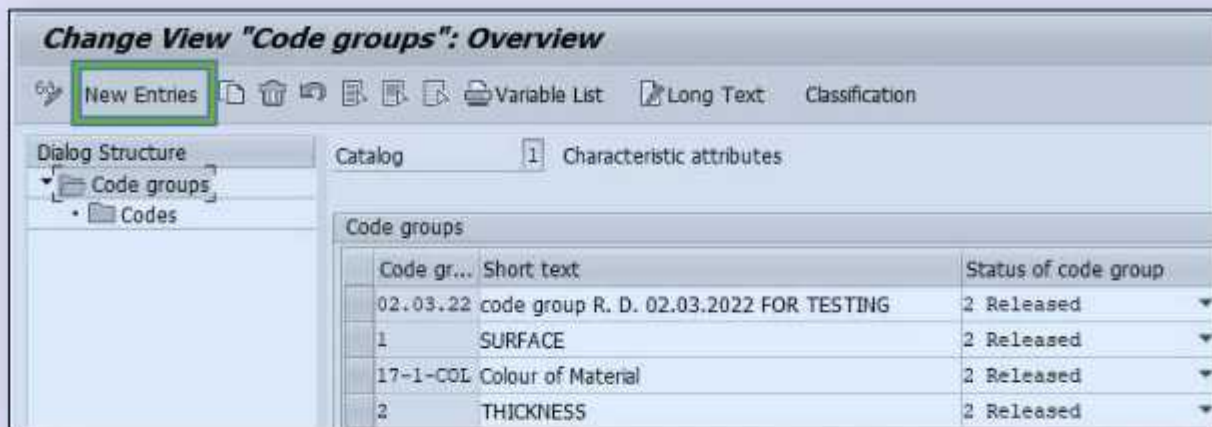 Change View "Code groups": Overview
New Entries Variable List Long Text Classification
Dialog Structure
Code groups
Codes
Catalog 1 Characteristic attributes
Code groups
Code gr... Short text Status of code group
02.03.22 code group R. D. 02.03.2022 FOR TESTING 2 Released
1 SURFACE 2 Released
17-1-COL Colour of Material 2 Released
2 THICKNESS 2 Released